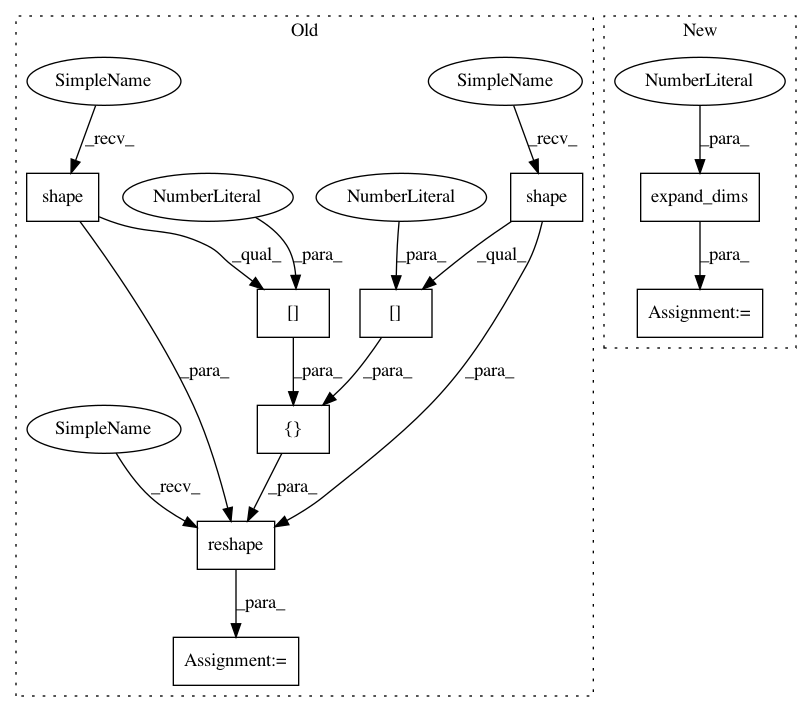 Old
New
SimpleName
SimpleName
NumberLiteral
_recv_
_recv_
_para_
shape
NumberLiteral
NumberLiteral
shape
expand_dims
_qual_
_para_
_para_
_qual_
_para_
[]
[]
Assignment:=
_para_
_para_
_para_
_para_
SimpleName
{}
_recv_
_para_
reshape
_para_
Assignment:=